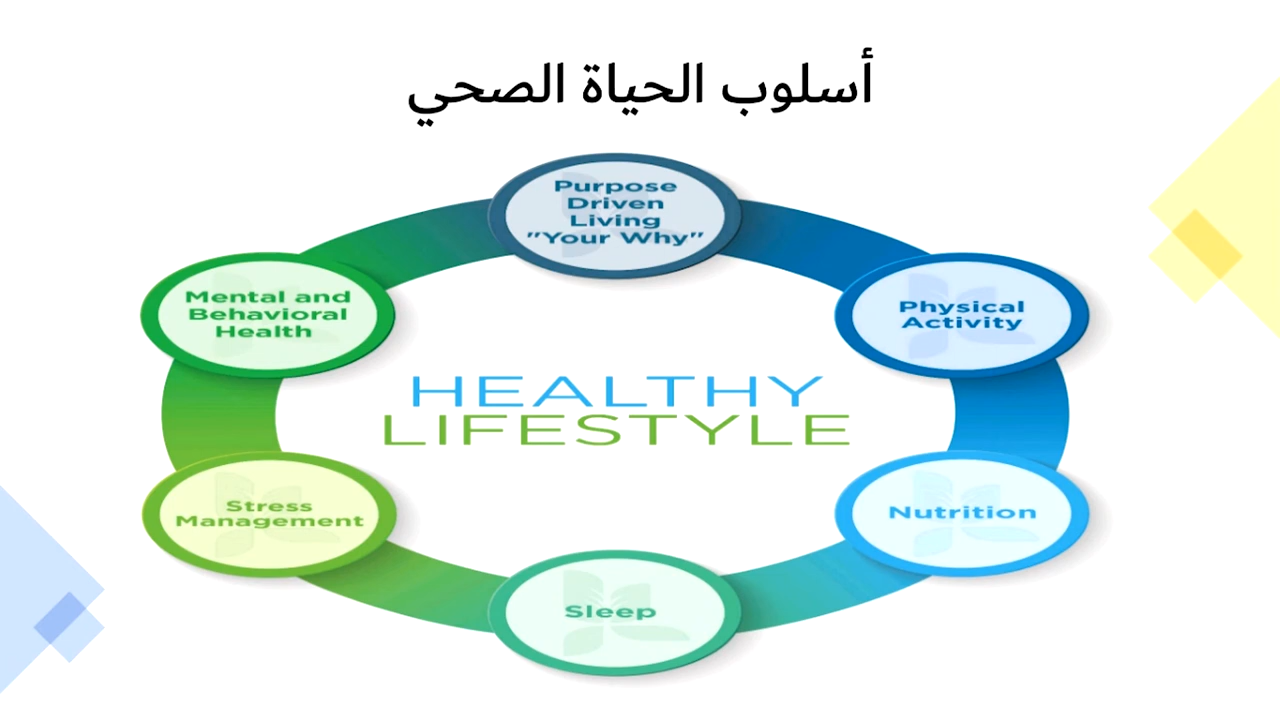 أسلوب الحياة الصحي
Purpose
Driven
Living
"Your Why"
Mental and
Behavioral
Health
Physical
Activity
HEALTHY
LIFESTYLE
Stress
Management
Nutrition
Sleep